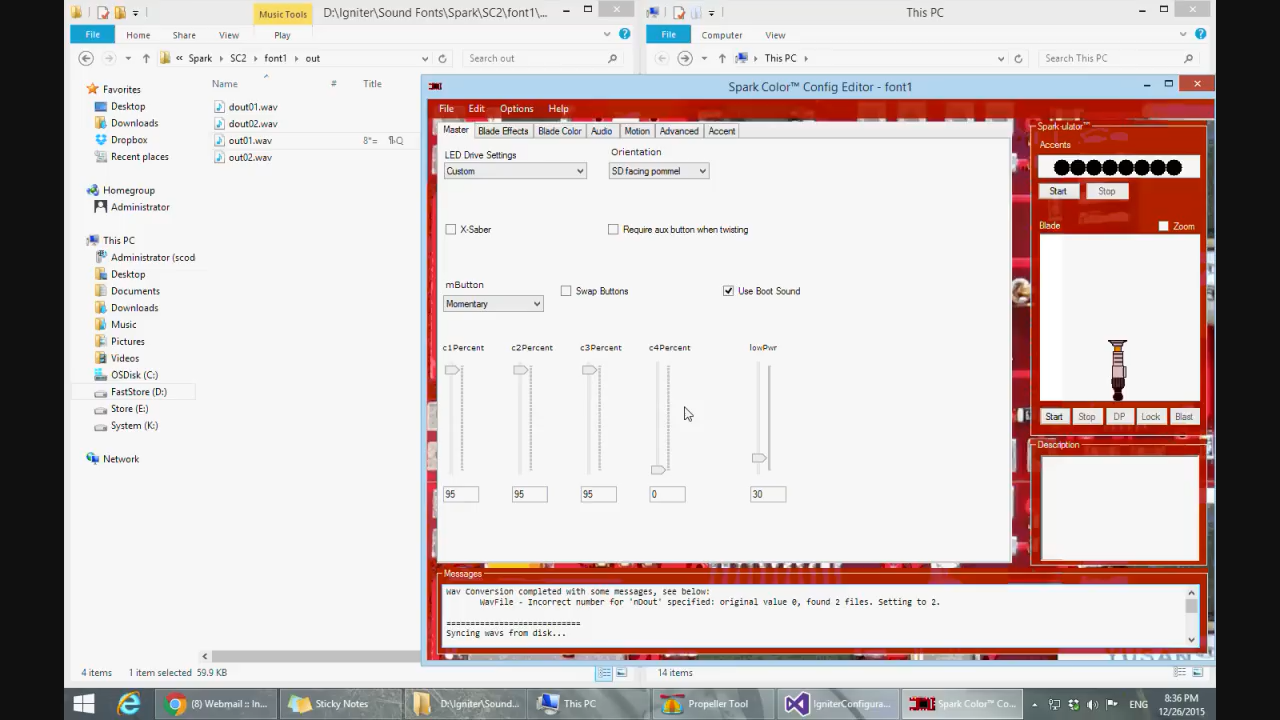 Music Tools
D:\Igniter\Sound Fonts\Spark\SC2\font1\...
This PC
File
Home
Share
View
Play
File
Computer
View
« Spark
SC2
font1
out
Search out
This PC
Search This PC
Favorites
Desktop
Downloads
Dropbox
Recent places
Homegroup
Administrator
This PC
Administrator (scod
Desktop
Documents
Downloads
Music
Pictures
Videos
OSDisk (C:)
FastStore (D:)
Store (E:)
System (K:)
Network
Name
#
Title
dout01.wav
dout02.wav
out01.wav
out02.wav
4 items
1 item selected 59.9 KB
14 items
Spark Color™ Config Editor - font1
File
Edit
Options
Help
Master
Blade Effects
Blade Color
Audio
Motion
Advanced
Accent
LED Drive Settings
Custom
Orientation
SD facing pommel
X-Saber
Require aux button when twisting
mButton
Momentary
Swap Buttons
Use Boot Sound
c1Percent
c2Percent
c3Percent
c4Percent
lowPwr
95
95
95
0
30
Spark-ulator™
Accents
Start
Stop
Blade
Zoom
Start
Stop
DP
Lock
Blast
Description
Messages
Wav Conversion completed with some messages, see below:
WavFile - Incorrect number for 'nDout' specified: original value 0, found 2 files. Setting to 2.
===========================
Syncing wavs from disk...
(8) Webmail :: In...
Sticky Notes
D:\Igniter\Sound...
This PC
Propeller Tool
IgniterConfigura...
Spark Color™ Co...
ENG
8:36 PM
12/26/2015